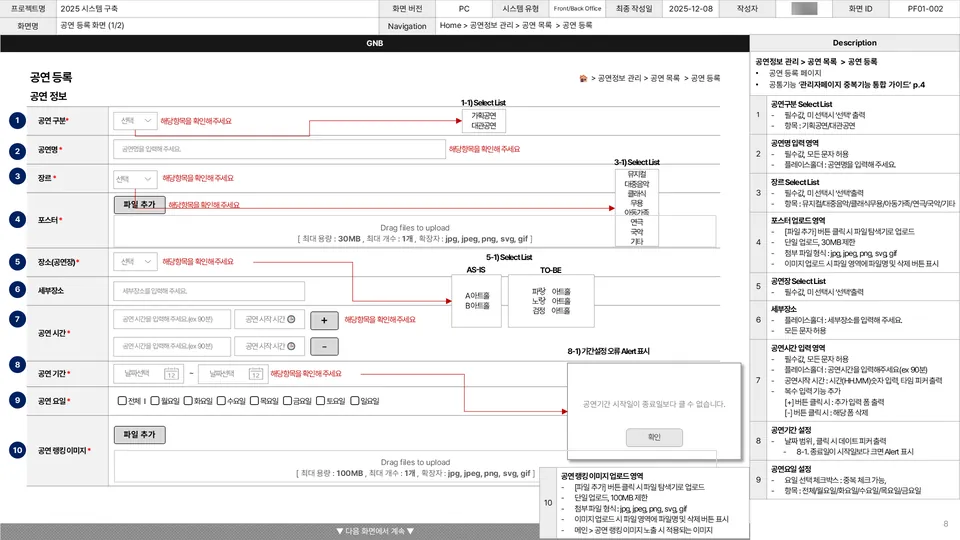 프로젝트명 2025 시스템 구축 화면 버전 PC 시스템 유형 Front/Back Office 최종 작성일 2025-12-08 작성자 화면 ID PF01-002
화면명 공연 등록 화면 (1/2) Navigation Home > 공연정보 관리 > 공연 목록 > 공연 등록
GNB
공연 등록
> 공연정보 관리 > 공연 목록 > 공연 등록
공연 정보
1-1) Select List
가획공연
대관공연
1 공연 구분* 선택 해당항목을 확인해주세요
2 공연명* 공연명을 입력해 주세요. 해당항목을 확인해주세요
3-1) Select List
뮤지컬
대중음악
클래식
무용
아동가족
연극
국악
기타
3 장르* 선택 해당항목을 확인해주세요
4 포스터* 파일 추가 해당항목을 확인해주세요
Drag files to upload
[ 최대 용량 : 30MB , 최대 개수 : 1개 , 확장자 : jpg, jpeg, png, svg, gif ]
5 장소(공연장)* 선택 해당항목을 확인해주세요
5-1) Select List
AS-IS
A아트홀
B아트홀
TO-BE
파랑 아트홀
노랑 아트홀
검정 아트홀
6 세부장소 세부장소를 입력해 주세요.
7 공연 시간* 공연 시간을 입력해 주세요.(ex 90분) 공연 시작 시간 + 해당항목을 확인해주세요
공연 시간을 입력해 주세요.(ex 90분) 공연 시작 시간 -
8 공연 기간* 날짜선택 12 ~ 날짜선택 12 해당항목을 확인해주세요
8-1) 기간설정 오류 Alert 표시
공연기간 시작일이 종료일보다 클 수 없습니다.
확인
9 공연 요일* 전체 | 월요일 화요일 수요일 목요일 금요일 토요일 일요일
10 공연 랭킹 이미지* 파일 추가
Drag files to upload
[ 최대 용량 : 100MB , 최대 개수 : 1개 , 확장자 : jpg, jpeg, png, svg, gif ]
▼ 다음 화면에서 계속 ▼
10 공연 랭킹 이미지 업로드 영역
- [파일 추가] 버튼 클릭 시 파일 탐색기로 업로드
- 단일 업로드, 100MB 제한
- 첨부 파일 형식 : jpg, jpeg, png, svg, gif
- 이미지 업로드 시 파일 영역에 파일명 및 삭제 버튼 표시
- 메인 > 공연 랭킹 이미지 노출 시 적용되는 이미지
Description
공연정보 관리 > 공연 목록 > 공연 등록
• 공연 등록 페이지
• 공통기능 '관리자페이지 중복기능 통합 가이드' p.4
1 공연구분 Select List
- 필수값, 미 선택시 '선택' 출력
- 항목 : 기획공연/대관공연
2 공연명 입력 영역
- 필수값, 모든 문자 허용
- 플레이스홀더 : 공연명을 입력해 주세요.
3 장르 Select List
- 필수값, 미 선택시 '선택' 출력
- 항목 : 뮤지컬/대중음악/클래식무용/아동가족/연극/국악/기타
4 포스터 업로드 영역
- [파일 추가] 버튼 클릭 시 파일 탐색기로 업로드
- 단일 업로드, 30MB 제한
- 첨부 파일 형식 : jpg, jpeg, png, svg, gif
- 이미지 업로드 시 파일 영역에 파일명 및 삭제 버튼 표시
5 공연장 Select List
- 필수값, 미 선택시 '선택' 출력
6 세부장소
- 플레이스홀더 : 세부장소를 입력해 주세요.
- 모든 문자 허용
7 공연시간 입력 영역
- 필수값, 모든 문자 허용
- 플레이스홀더 : 공연시간을 입력해주세요(ex 90분)
- 공연시작 시간 : 시간(HH.MM)숫자 입력, 타임 피커 출력
- 복수 입력 기능 추가
[+] 버튼 클릭 시 : 추가 입력 폼 출력
[-] 버튼 클릭 시 : 해당 폼 삭제
8 공연기간 설정
- 날짜 범위 , 클릭 시 데이트 피커 출력
- 8-1. 종료일이 시작일보다 크면 Alert 표시
9 공연요일 설정
- 요일 선택 체크박스 : 중복 체크 가능,
- 항목 : 전체/월요일/화요일/수요일/목요일/금요일
8